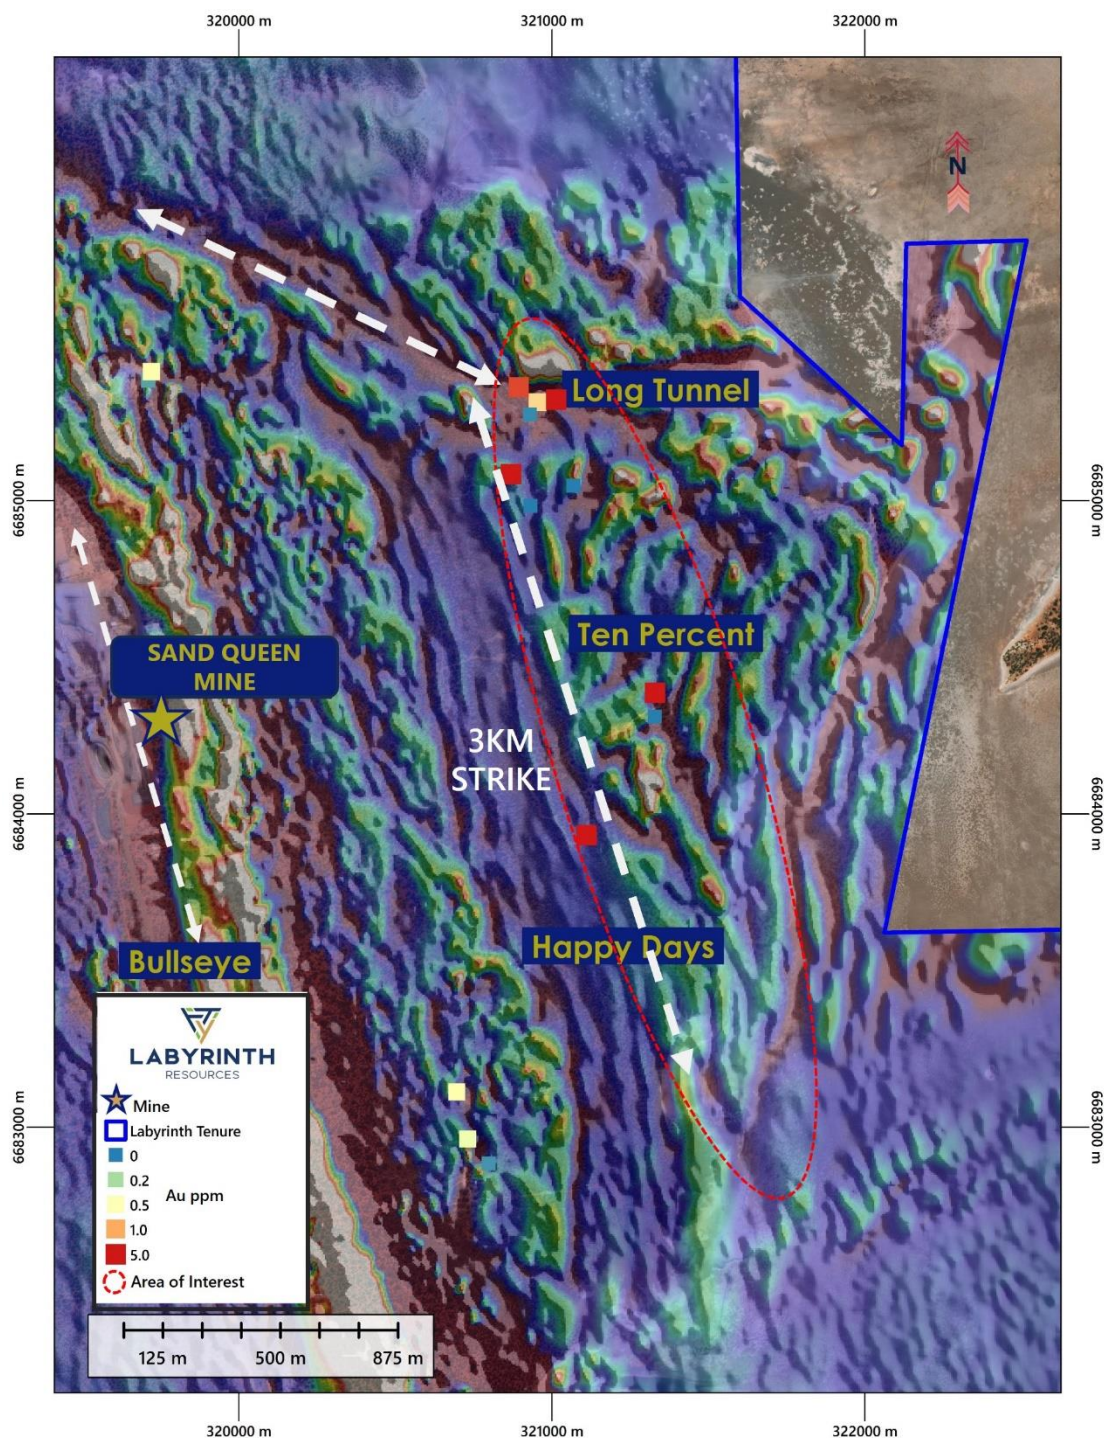 320000 m
321000 m
322000 m
N
Long Tunnel
6685000 m
6685000 m
Ten Percent
SAND QUEEN
MINE
3KM
STRIKE
6684000 m
6684000 m
Happy Days
Bullseye
LABYRINTH
RESOURCES
Mine
Labyrinth Tenure
0
0.2
Au ppm
0.5
1.0
5.0
Area of Interest
6683000 m
6683000 m
125 m
500 m
875 m
320000 m
321000 m
322000 m